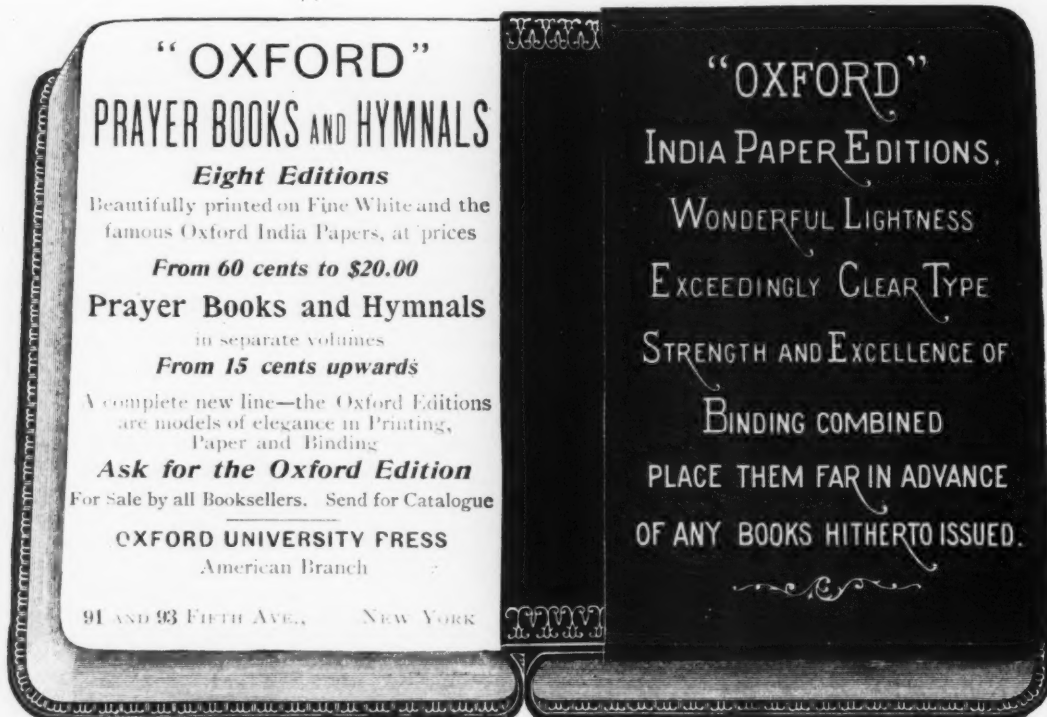 "OXFORD"
PRAYER BOOKS AND HYMNALS
Eight Editions
Beautifully printed on Fine White and the
famous Oxford India Papers, at prices
From 60 cents to $20.00
Prayer Books and Hymnals
in separate volumes
From 15 cents upwards
A complete new line—the Oxford Editions
are models of elegance in Printing,
Paper and Binding
Ask for the Oxford Edition
For Sale by all Booksellers. Send for Catalogue
OXFORD UNIVERSITY PRESS
American Branch
91 AND 93 FIFTH AVE., NEW YORK
"OXFORD"
INDIA PAPER EDITIONS,
WONDERFUL LIGHTNESS
EXCEEDINGLY CLEAR TYPE
STRENGTH AND EXCELLENCE OF
BINDING COMBINED
PLACE THEM FAR IN ADVANCE
OF ANY BOOKS HITHERTO ISSUED.